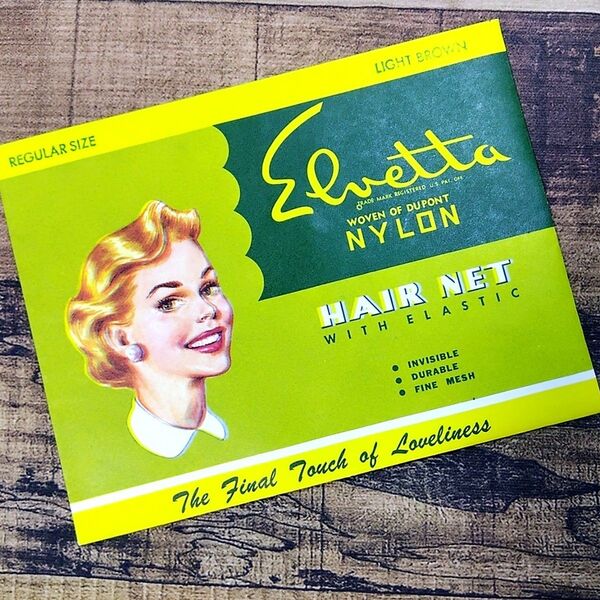 REGULAR SIZE
LIGHT BROWN
Elvetta
TRADE MARK REGISTERED U.S. PAT. OFF.
WOVEN OF DUPONT
NYLON
HAIR NET
WITH ELASTIC
• INVISIBLE
• DURABLE
• FINE MESH
The Final Touch of Loveliness